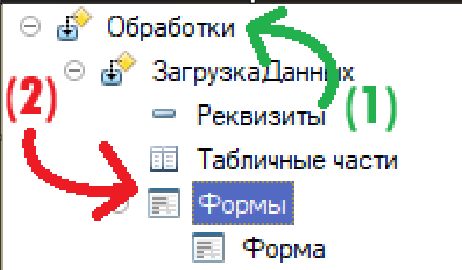 Обработки
ЗагрузкаДанных
(2)
Реквизиты (1)
Табличные части
Формы
Форма